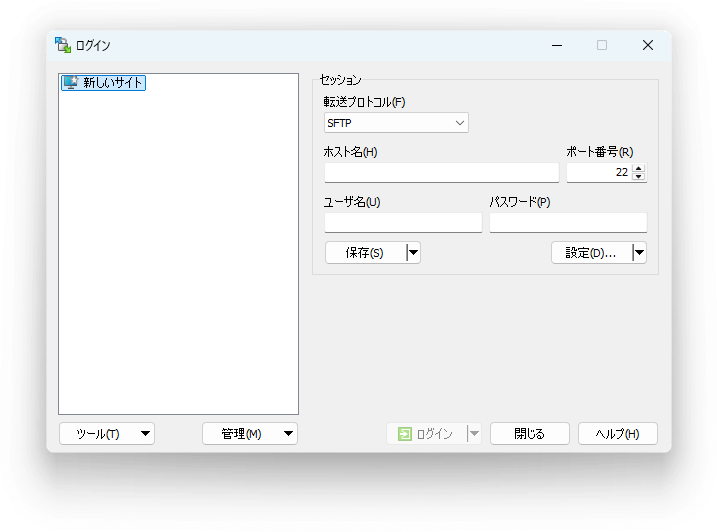 ログイン
新しいサイト
セッション
転送プロトコル(F)
SFTP
ホスト名(H)
ポート番号(R)
22
ユーザ名(U)
パスワード(P)
保存(S)
設定(D)...
ツール(T)
管理(M)
ログイン
閉じる
ヘルプ(H)